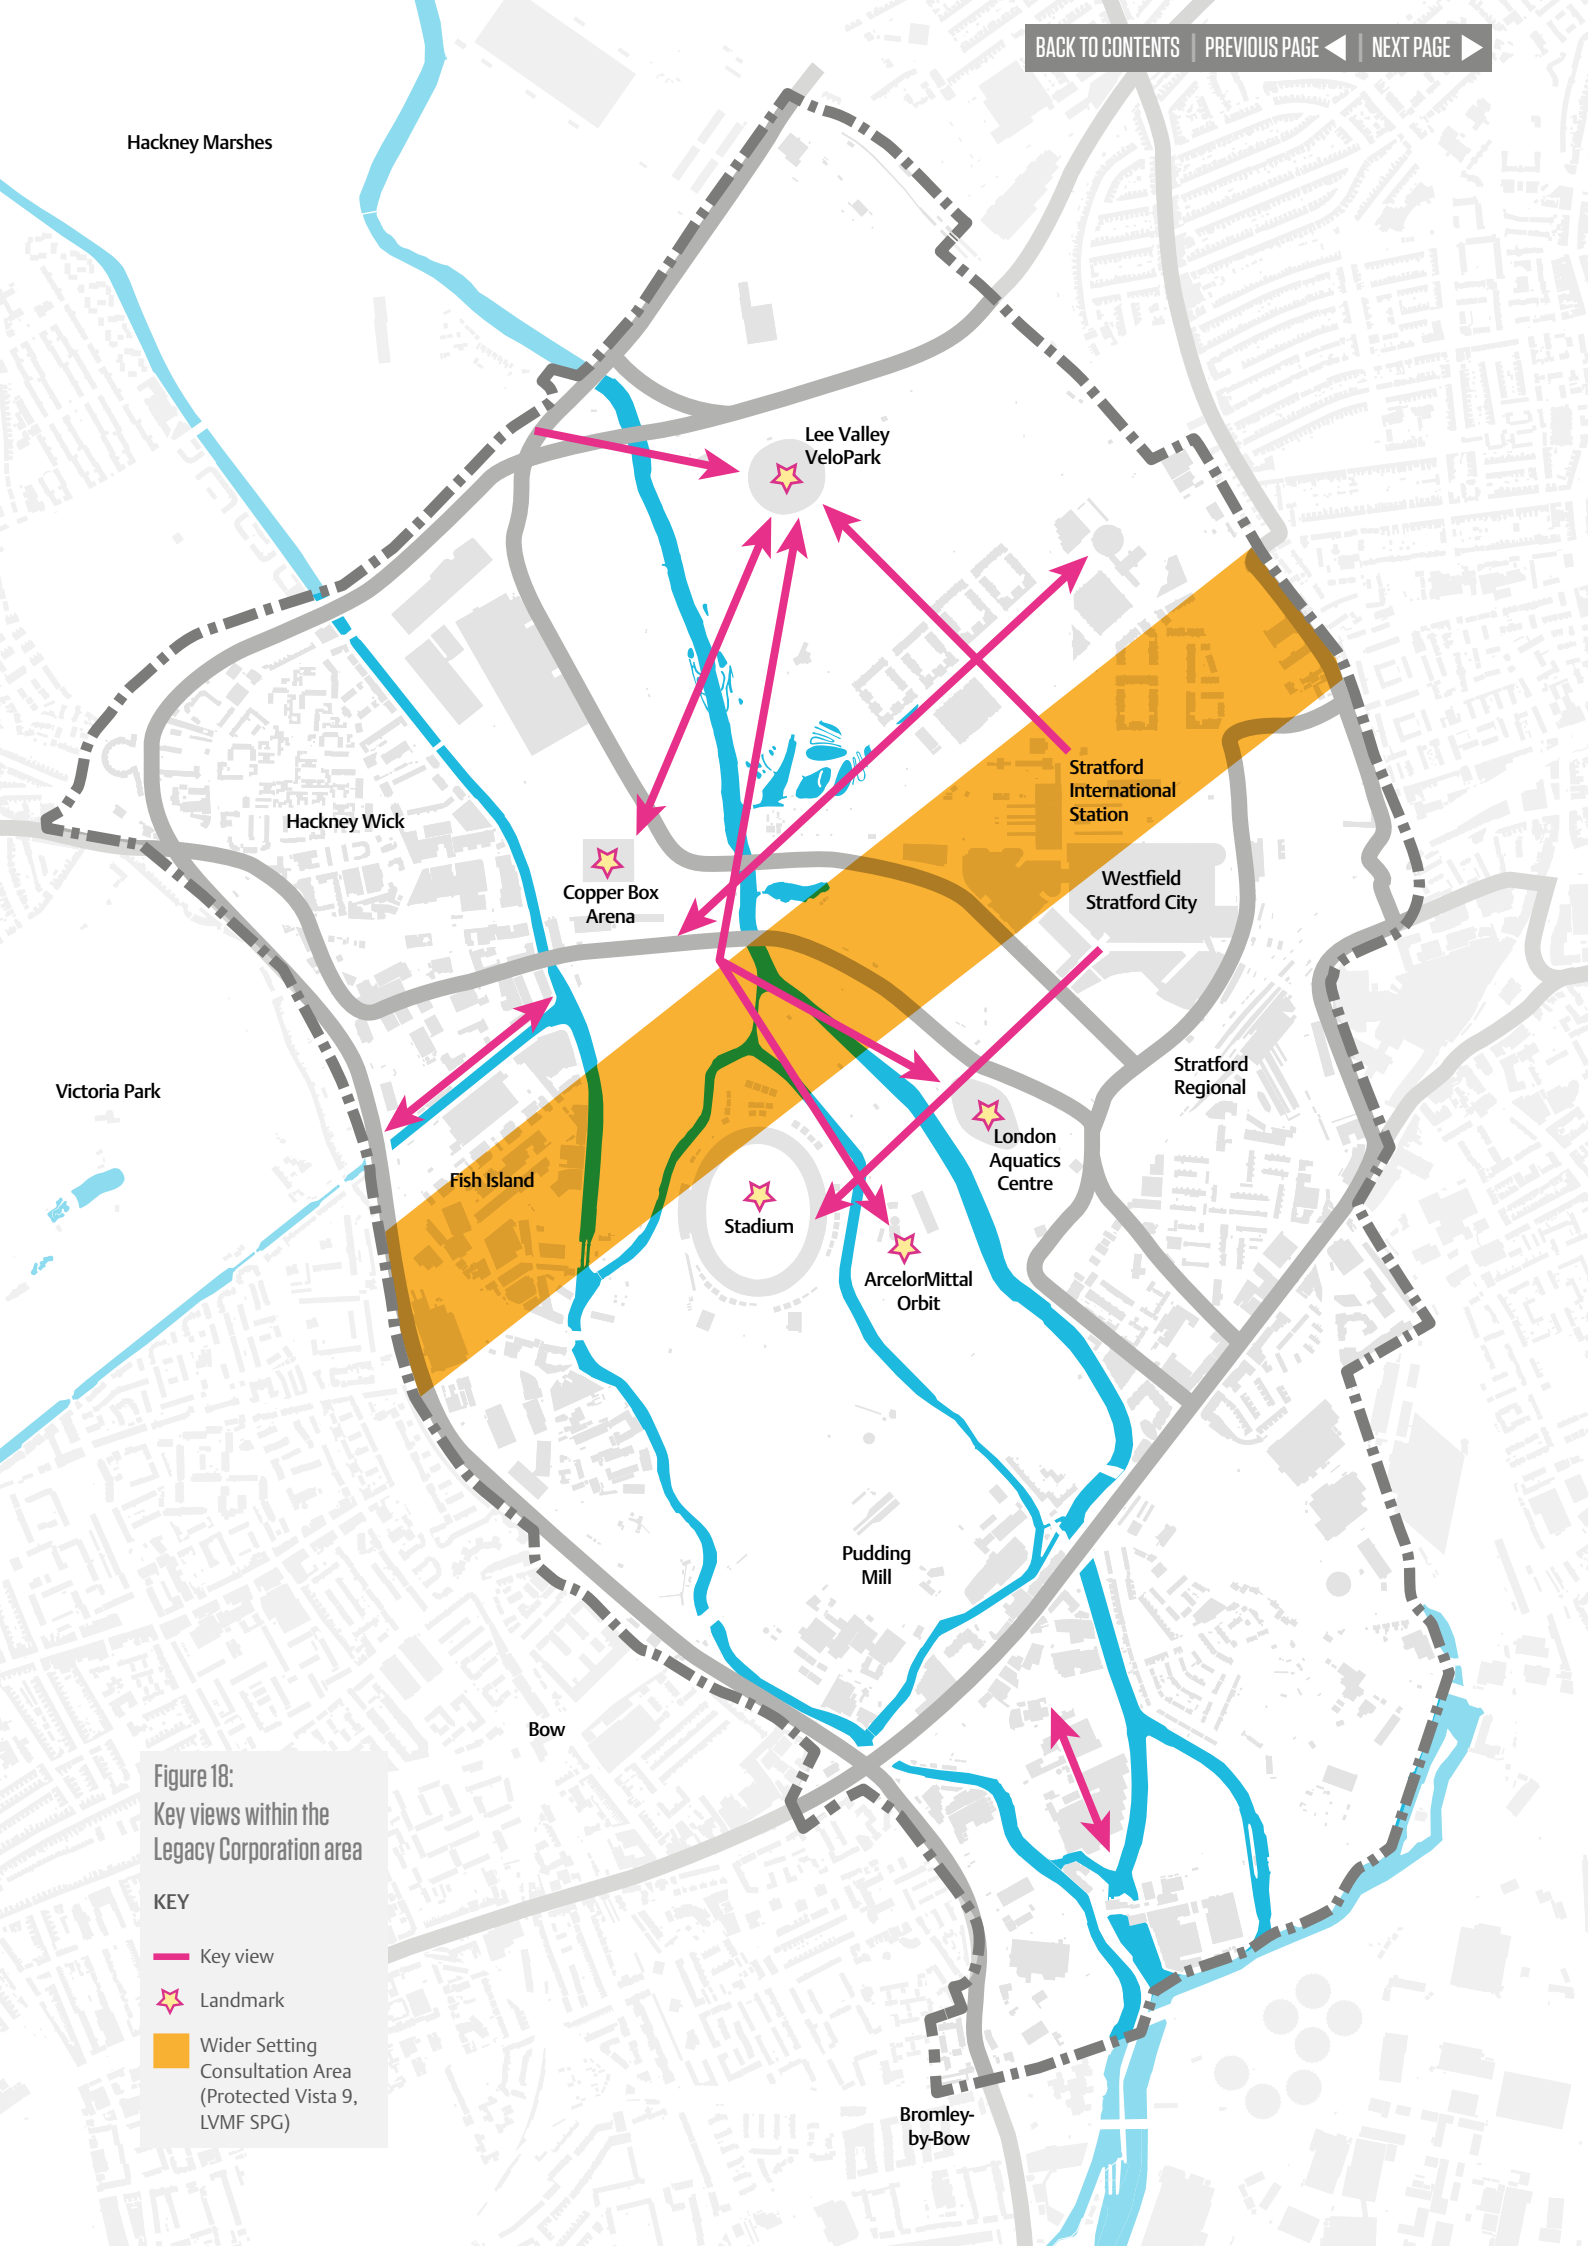 BACK TO CONTENTS | PREVIOUS PAGE ◀ | NEXT PAGE ▶
Hackney Marshes
Lee Valley
VeloPark
Stratford
International
Station
Hackney Wick
Copper Box
Arena
Westfield
Stratford City
Stratford
Regional
Victoria Park
London
Aquatics
Centre
Fish Island
Stadium
ArcelorMittal
Orbit
Pudding
Mill
Bow
Figure 18:
Key views within the
Legacy Corporation area
KEY
Key view
Landmark
Wider Setting
Consultation Area
(Protected Vista 9,
LVMF SPG)
Bromley-
by-Bow